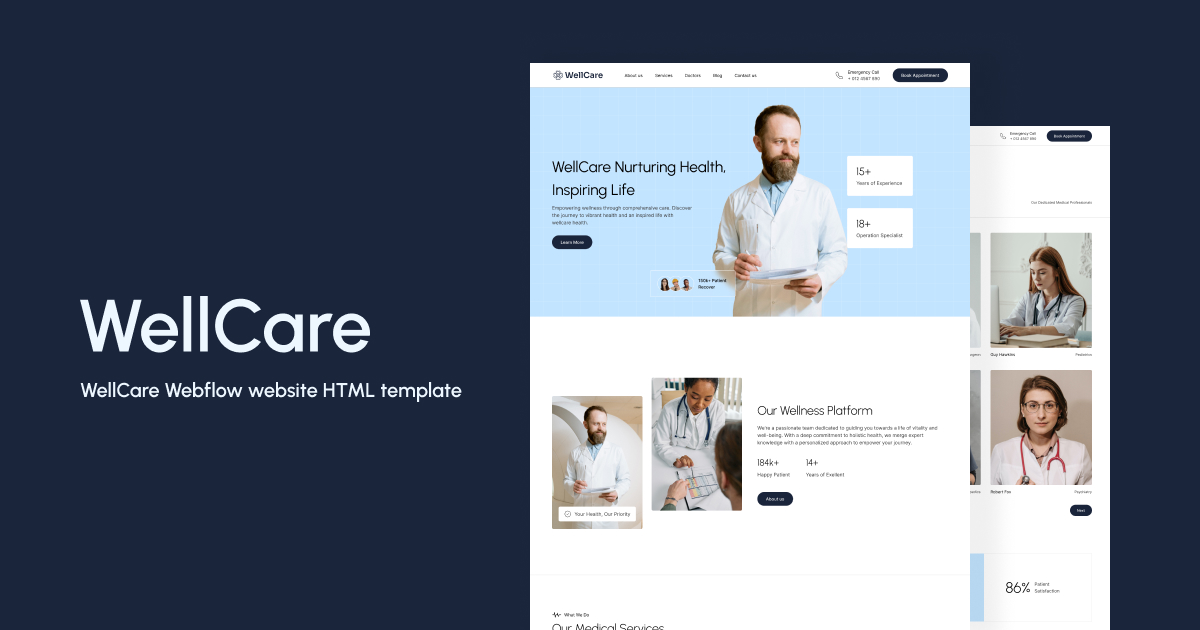 WellCare
WellCare Webflow website HTML template
WellCare
About us
Services
Doctors
Blog
Contact us
Emergency Call
+ 012 4567 890
Book Appointment
WellCare Nurturing Health,
Inspiring Life
Empowering wellness through comprehensive care. Discover
the journey to vibrant health and an inspired life with
wellcare health.
Learn More
150k+ Patient
Recover
15+
Years of Experience
18+
Operation Specialist
Your Health, Our Priority
Our Wellness Platform
We're a passionate team dedicated to guiding you towards a life of vitality and
well-being. With a deep commitment to holistic health, we merge expert
knowledge with a personalized approach to empower your journey.
184k+
Happy Patient
14+
Years of Exellent
About us
What We Do
Our Medical Services
Emergency Call
+ 012 4567 890
Book Appointment
Our Dedicated Medical Professionals
Guy Hawkins
Pediatrics
Robert Fox
Psychiatry
Next
86%
Patient
Satisfaction